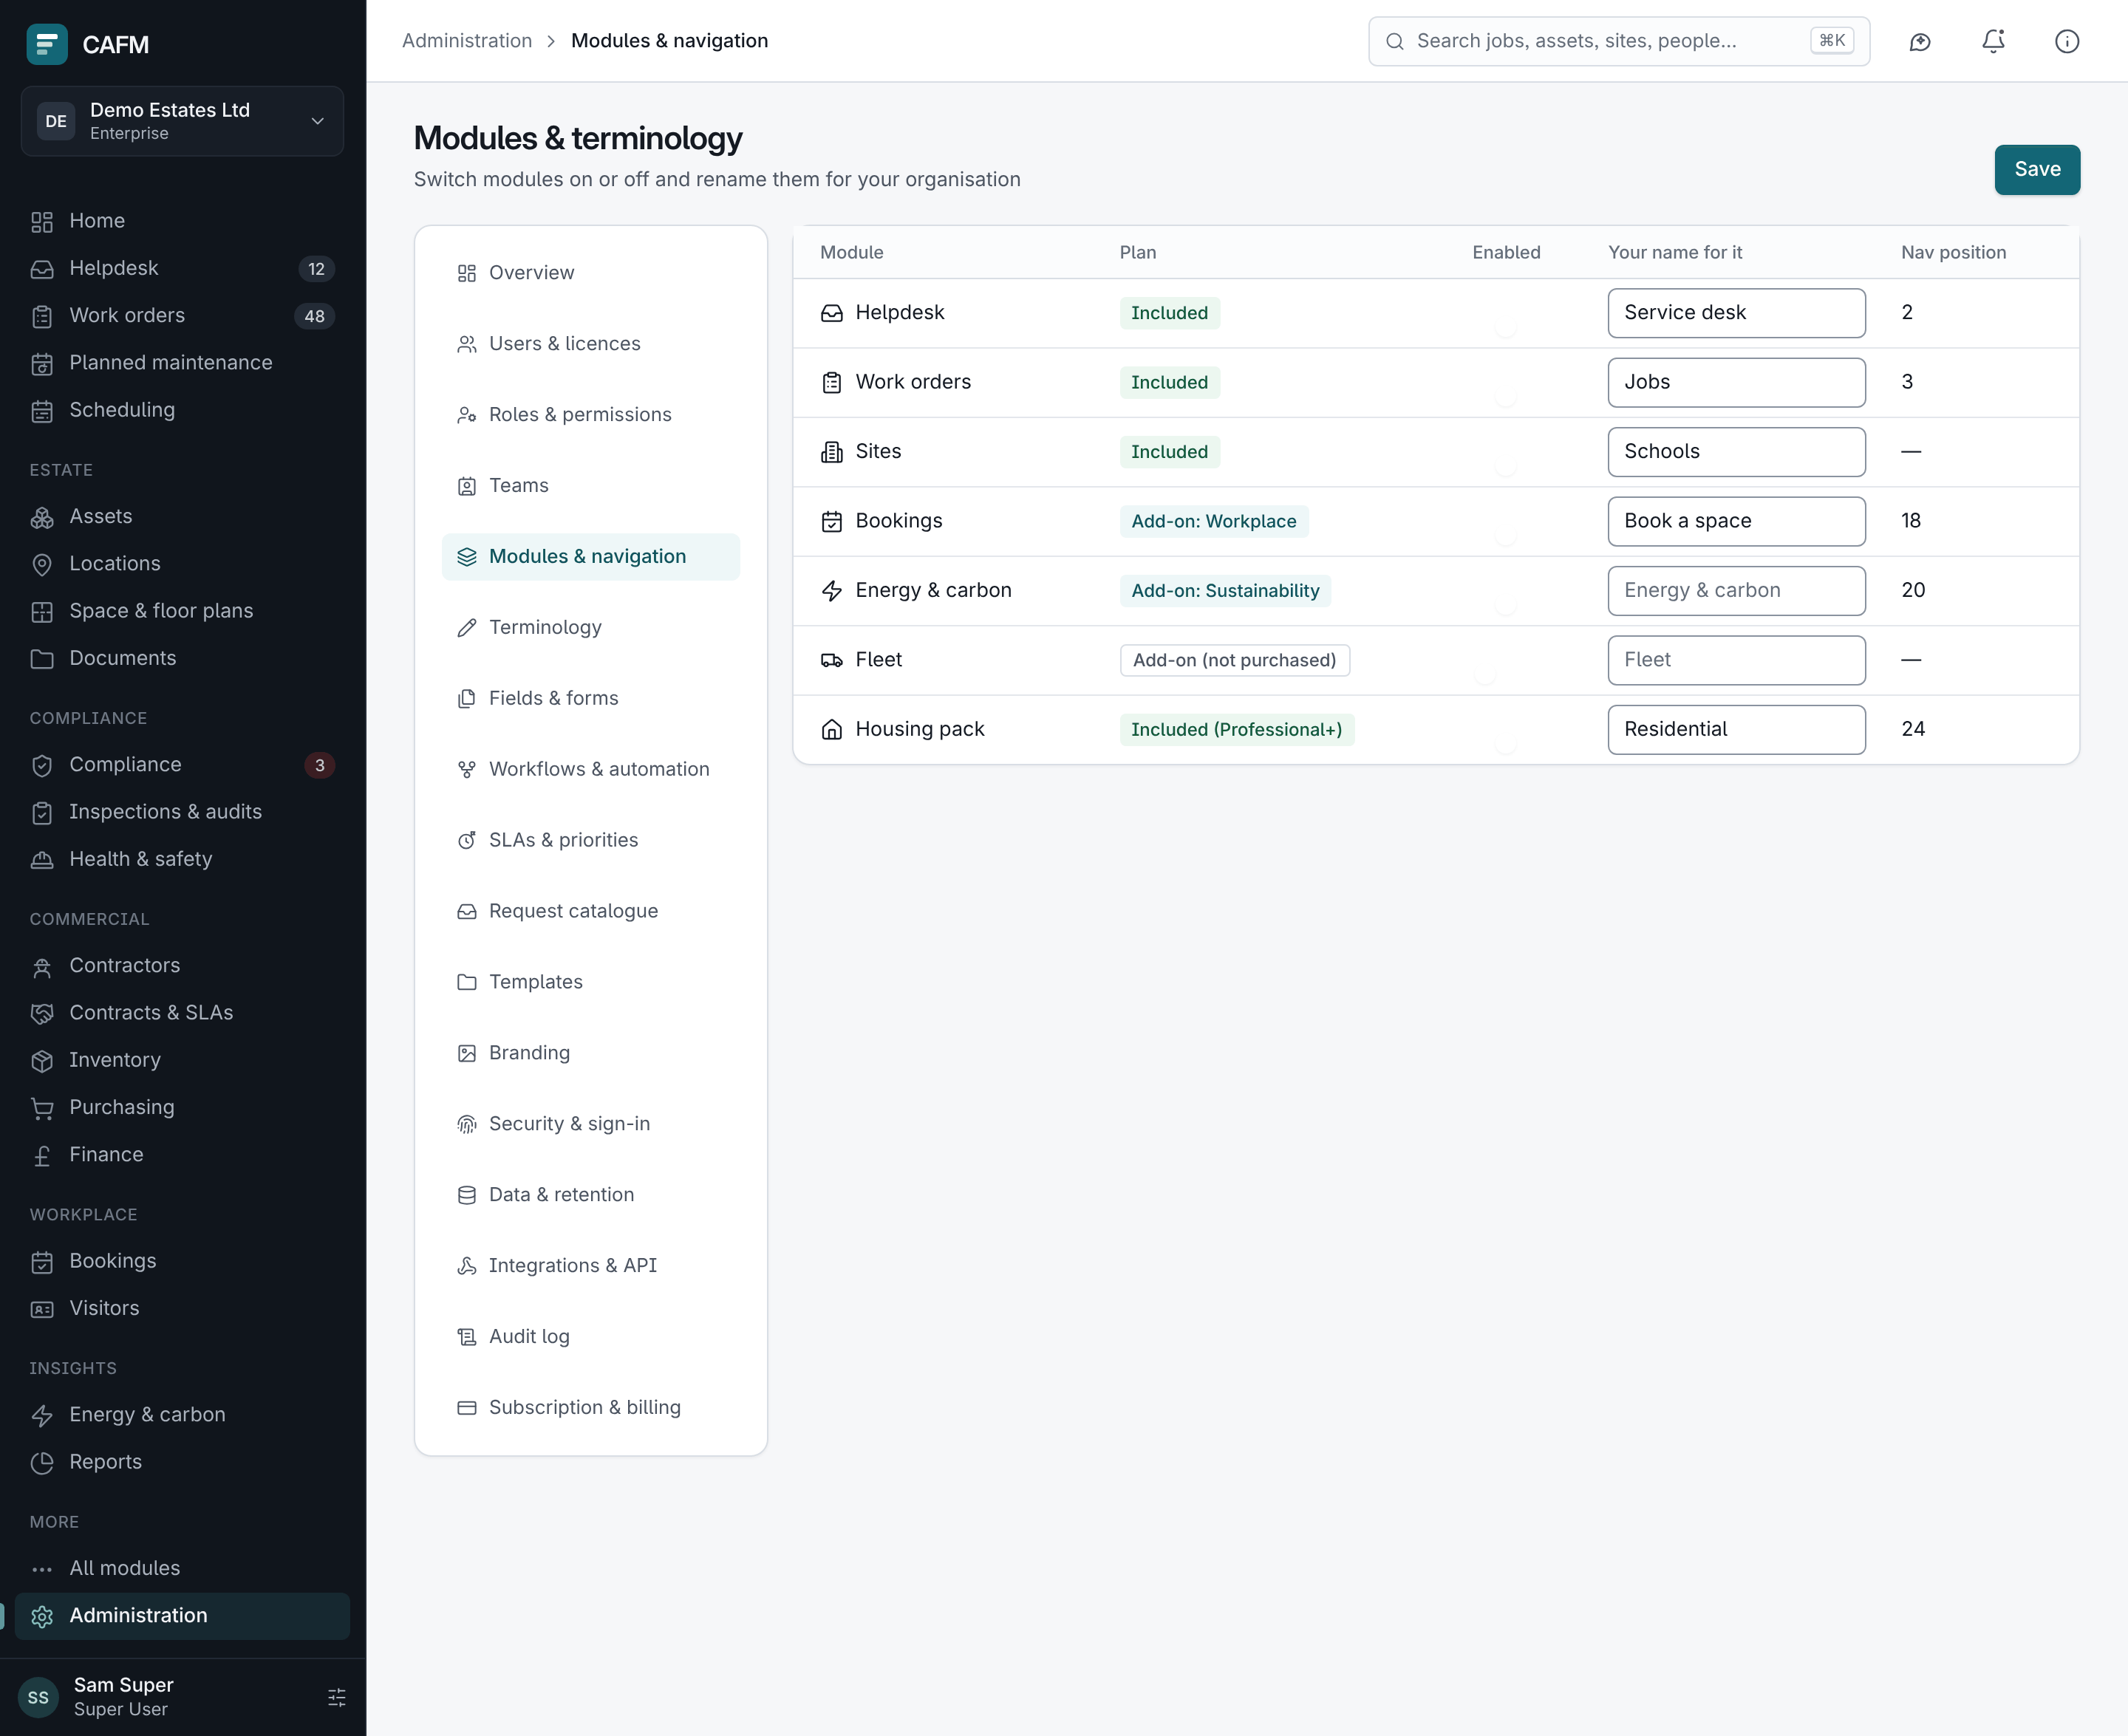 CAFM
DE
Demo Estates Ltd
Enterprise
Home
Helpdesk 12
Work orders 48
Planned maintenance
Scheduling
ESTATE
Assets
Locations
Space & floor plans
Documents
COMPLIANCE
Compliance 3
Inspections & audits
Health & safety
COMMERCIAL
Contractors
Contracts & SLAs
Inventory
Purchasing
Finance
WORKPLACE
Bookings
Visitors
INSIGHTS
Energy & carbon
Reports
MORE
All modules
Administration
SS
Sam Super
Super User
Administration > Modules & navigation
Search jobs, assets, sites, people... ⌘K
Modules & terminology
Switch modules on or off and rename them for your organisation
Save
Overview
Users & licences
Roles & permissions
Teams
Modules & navigation
Terminology
Fields & forms
Workflows & automation
SLAs & priorities
Request catalogue
Templates
Branding
Security & sign-in
Data & retention
Integrations & API
Audit log
Subscription & billing
Module Plan Enabled Your name for it Nav position
Helpdesk Included Service desk 2
Work orders Included Jobs 3
Sites Included Schools —
Bookings Add-on: Workplace Book a space 18
Energy & carbon Add-on: Sustainability Energy & carbon 20
Fleet Add-on (not purchased) Fleet —
Housing pack Included (Professional+) Residential 24